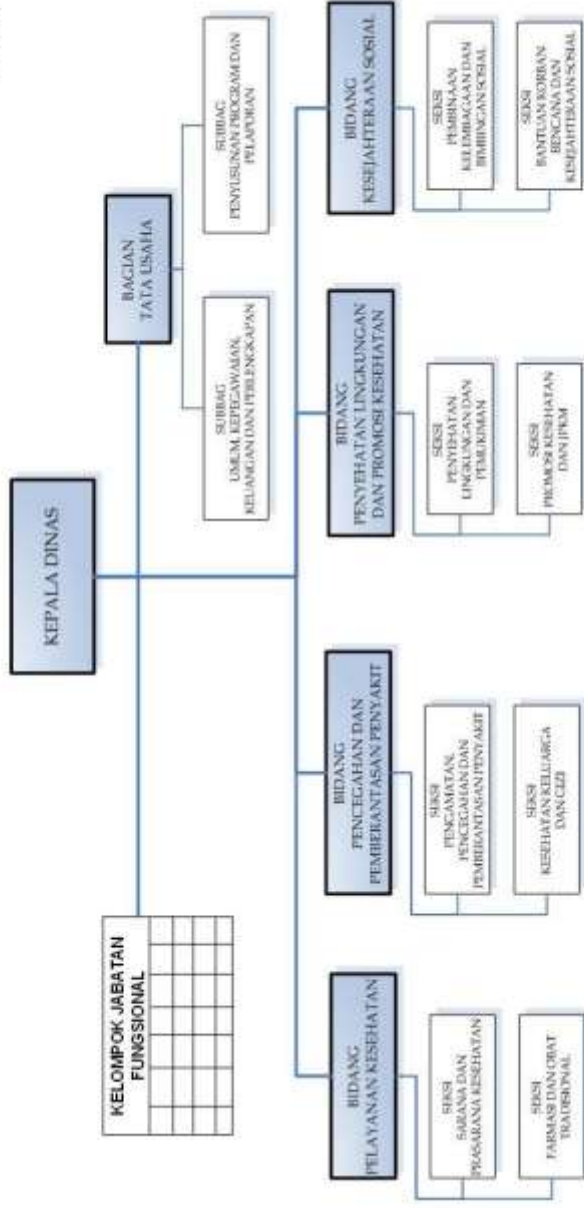 KEPALA DINAS
KELOMPOK JABATAN
FUNGSIONAL
BAGIAN
TATA USAHA
SUBBAG
UMUM, KEPEGAWAIAN,
KEUANGAN DAN PERLENGKAPAN
SUBBAG
PENYUSUNAN PROGRAM DAN
PELAPORAN
BIDANG
PELAYANAN KESEHATAN
SEKSI
SARANA DAN
PRASARANA KESEHATAN
SEKSI
FARMASI DAN OBAT
TRADISIONAL
BIDANG
PENCEGAHAN DAN
PEMBERANTASAN PENYAKIT
SEKSI
PENGAMATAN,
PENCEGAHAN DAN
PEMBERANTASAN PENYAKIT
SEKSI
KESEHATAN KELUARGA
DAN GIZI
BIDANG
PENYEHATAN LINGKUNGAN
DAN PROMOSI KESEHATAN
SEKSI
PENYEHATAN
LINGKUNGAN DAN
PEMUKIMAN
SEKSI
PROMOSI KESEHATAN
DAN JPKM
BIDANG
KESEJAHTERAAN SOSIAL
SEKSI
PEMBINAAN
KELEMBAGAAN DAN
BIMBINGAN SOSIAL
SEKSI
BANTUAN KORBAN
BENCANA DAN
KESEJAHTERAAN SOSIAL